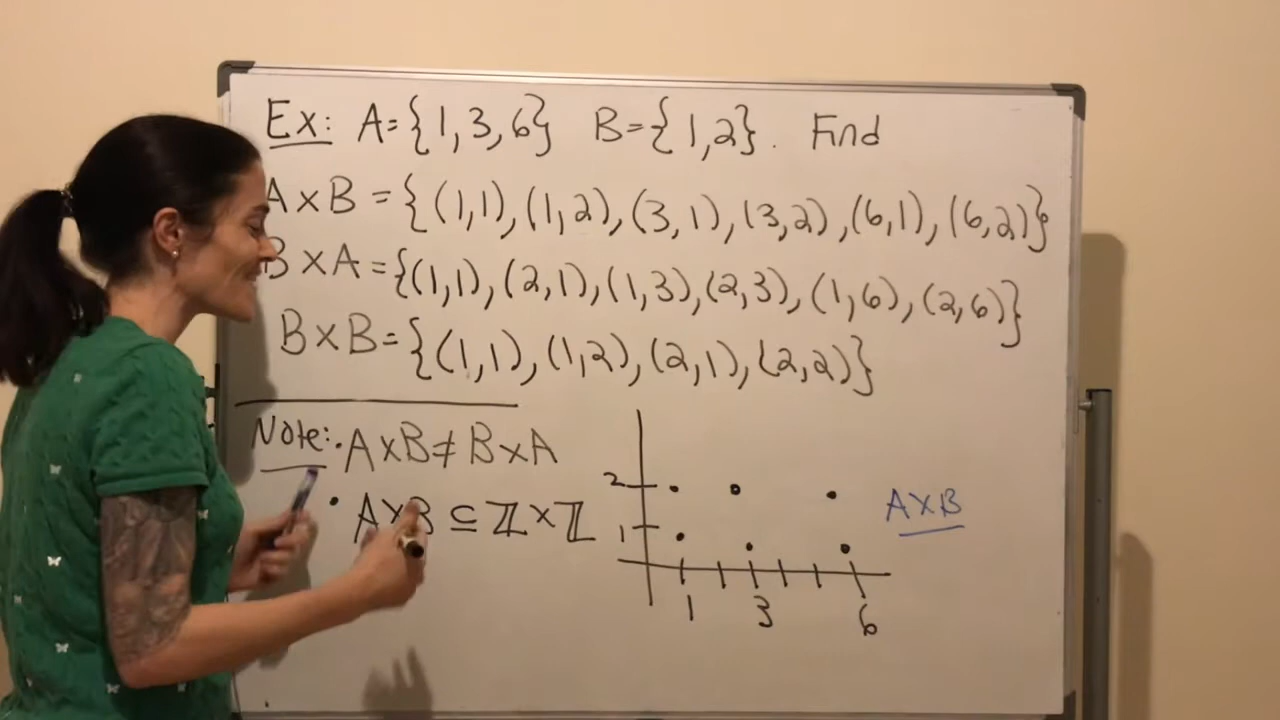 Ex: A={1,3,6} B={1,2}. Find
A×B={(1,1),(1,2),(3,1),(3,2),(6,1),(6,2)}
B×A={(1,1),(2,1),(1,3),(2,3),(1,6),(2,6)}
B×B={(1,1),(1,2),(2,1),(2,2)}
Note: • A×B≠B×A
• A×B ⊆ ℤ×ℤ
2
1
1 3 6
A×B